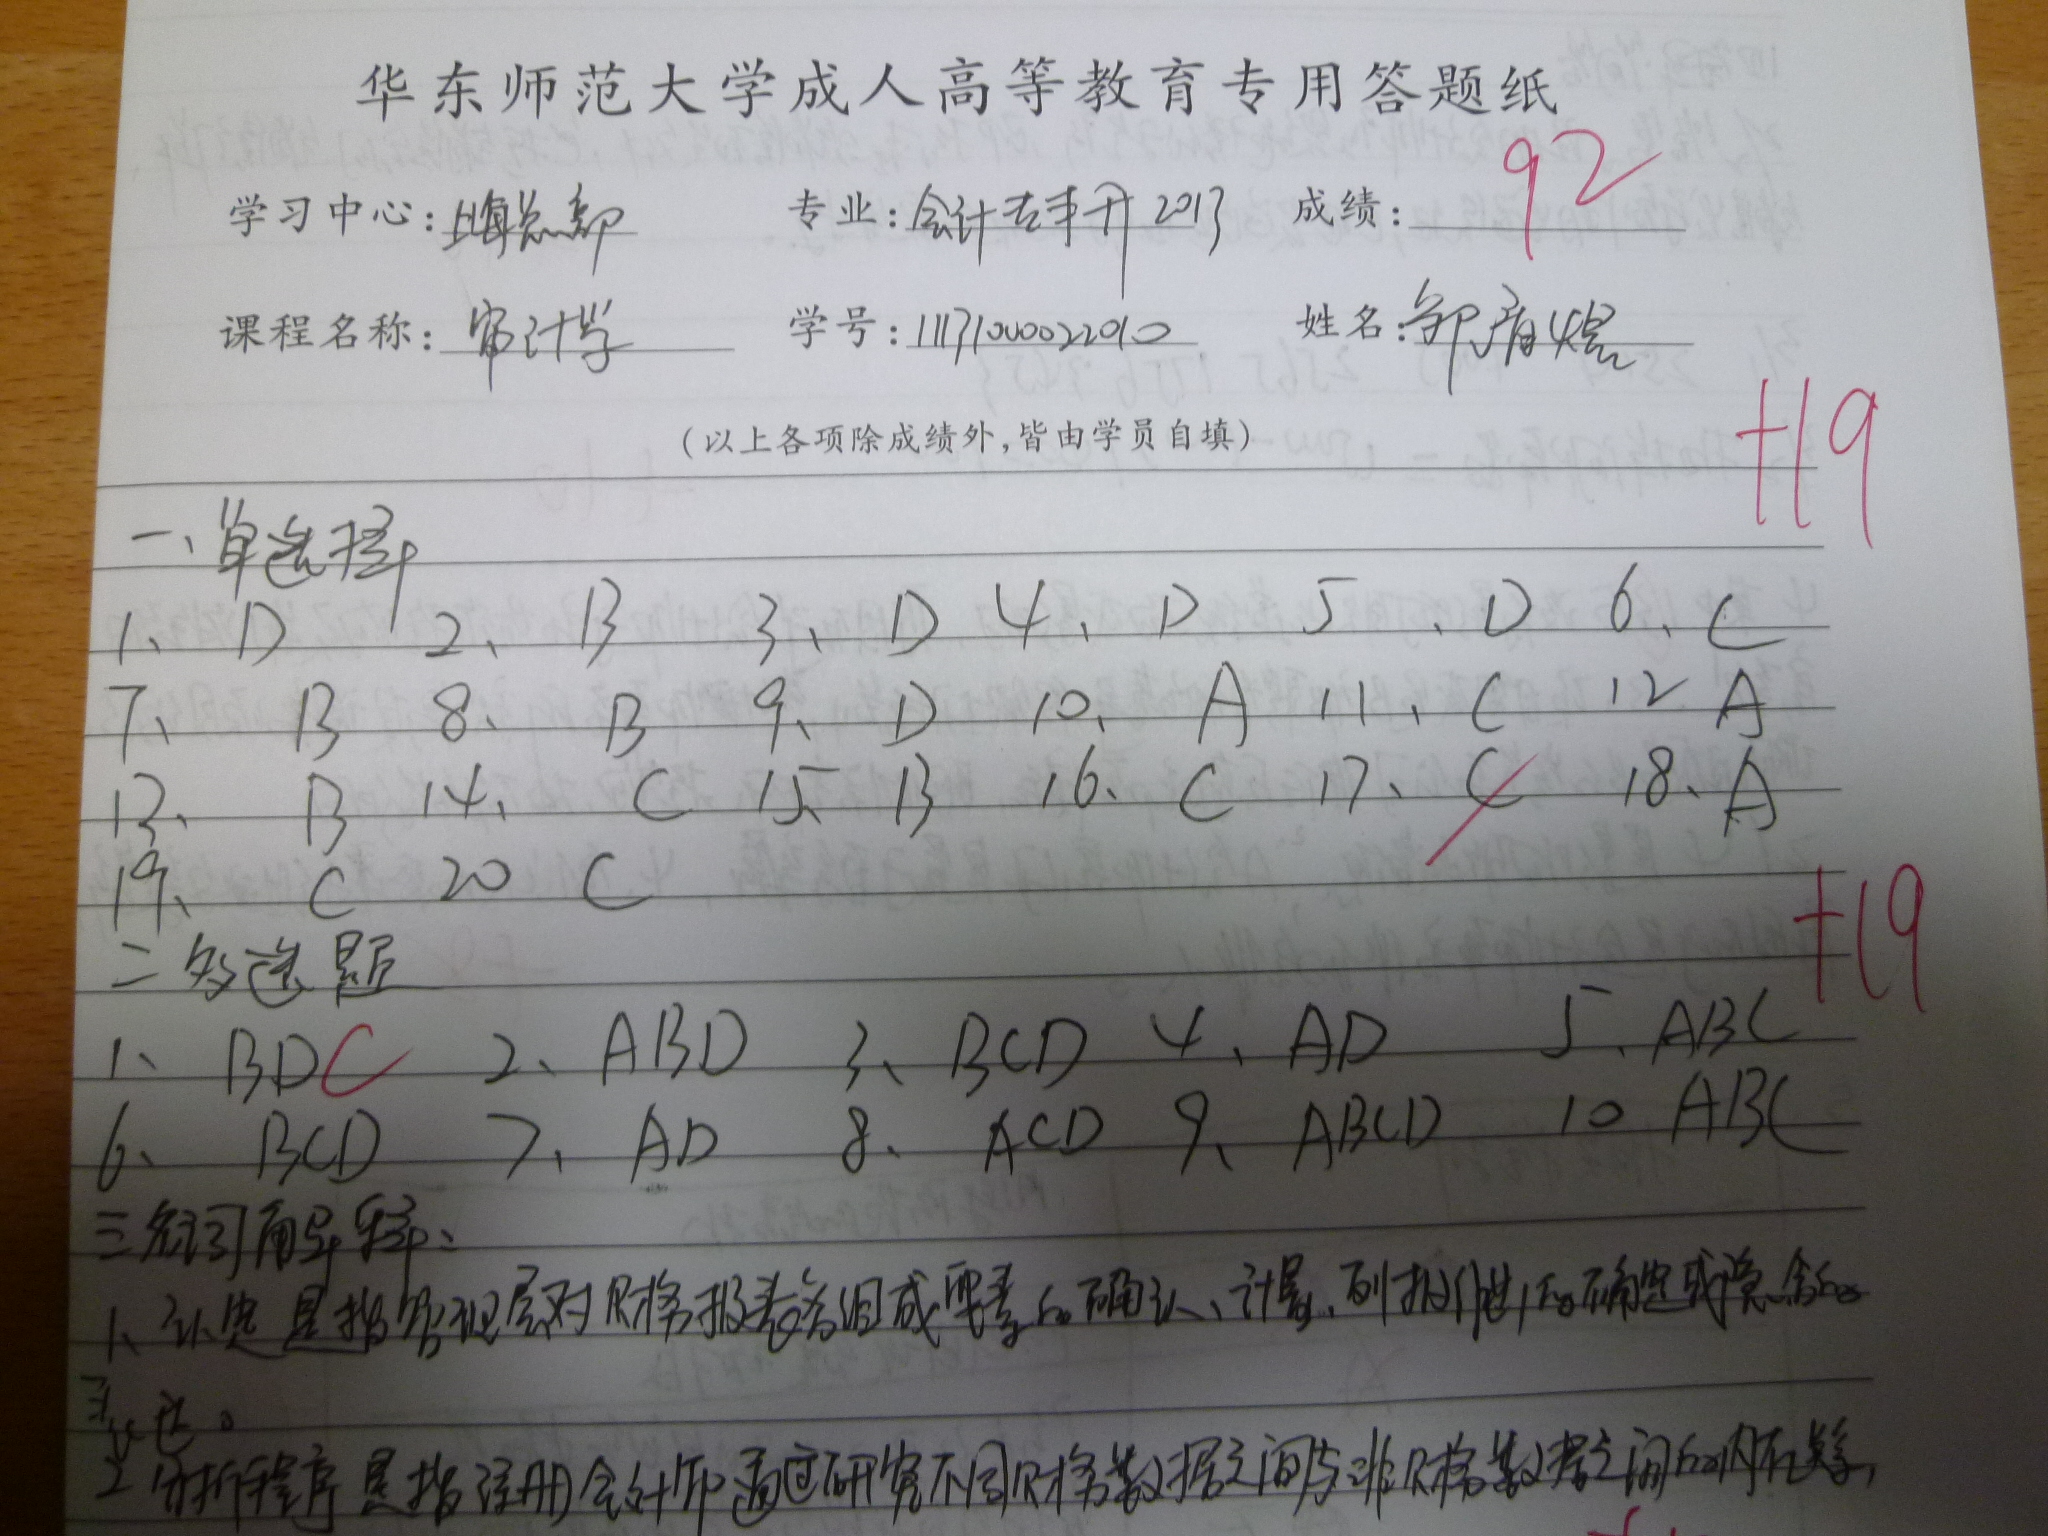 华东师范大学成人高等教育专用答题纸
学习中心:上海总部 专业:会计专升2013 成绩:92
课程名称:审计学 学号:1113100022010 姓名:邹
(以上各项除成绩外,皆由学员自填)
+19
一、单选择
1、D 2、B 3、D 4、D 5、D 6、C
7、B 8、B 9、D 10、A 11、C 12 A
13、B 14、C 15、B 16、C 17、C 18、A
19、C 20 C
+19
二 多选题
1、BDC 2、ABD 3、BCD 4、AD 5、ABC
6、BCD 7、AD 8、ACD 9、ABCD 10 ABC
三 名词解释、
1、认定是指管理层对财务报表各组成要素的确认、计量、列报作出的明确或隐含的
表达。
2 分析程序是指注册会计师通过研究不同财务数据之间与非财务数据之间的内在关系,